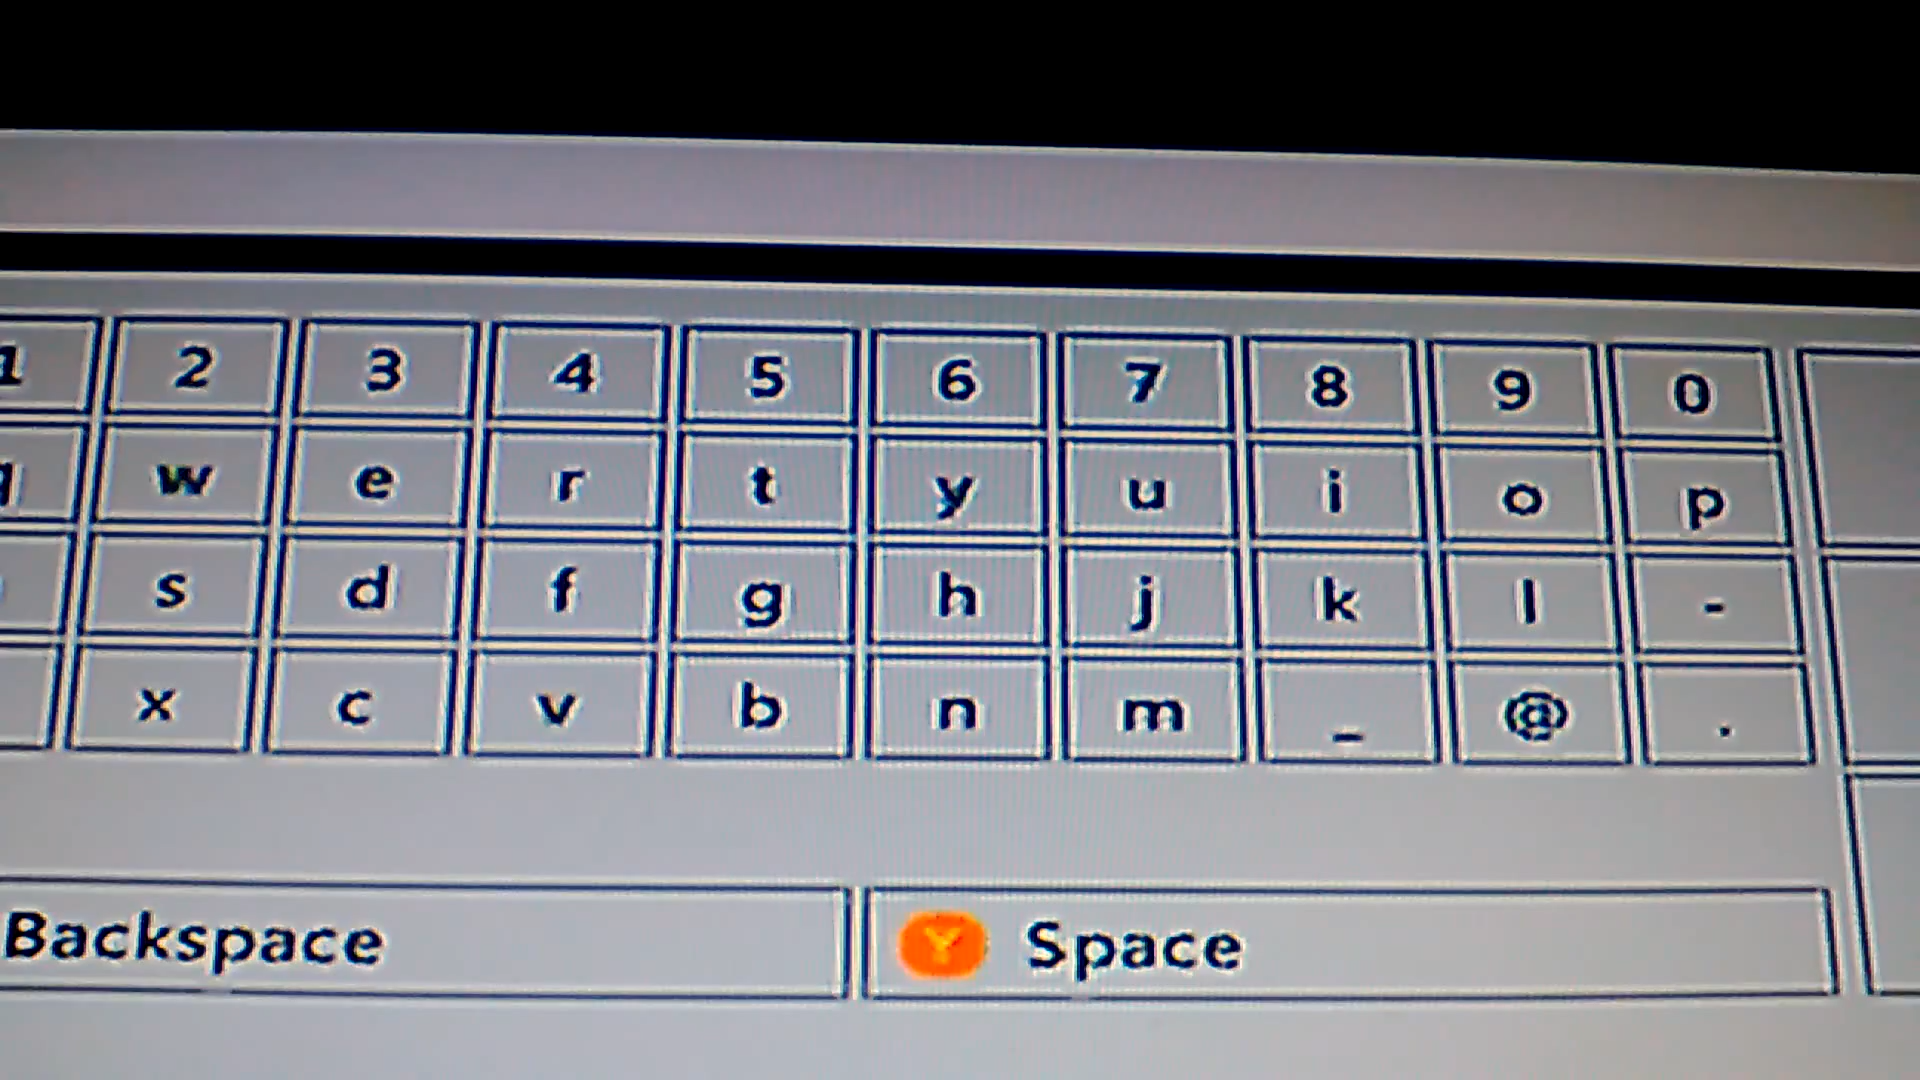 1 2 3 4 5 6 7 8 9 0
q w e r t y u i o p
s d f g h j k l -
x c v b n m _ @ .
Backspace Y Space